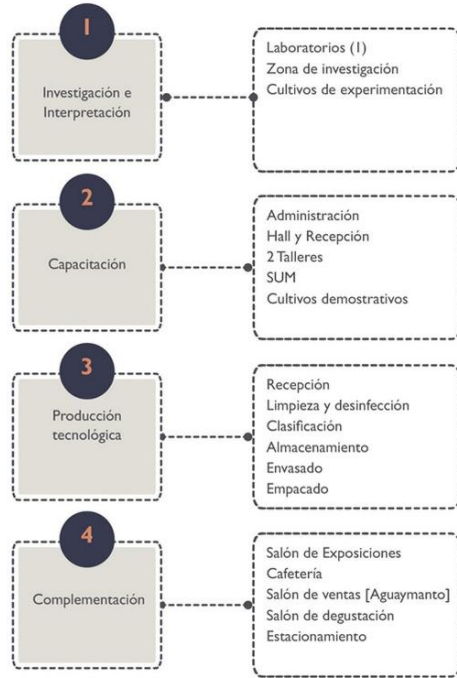 1
Investigación e
Interpretación
Laboratorios (1)
Zona de investigación
Cultivos de experimentación
2
Capacitación
Administración
Hall y Recepción
2 Talleres
SUM
Cultivos demostrativos
3
Producción
tecnológica
Recepción
Limpieza y desinfección
Clasificación
Almacenamiento
Envasado
Empacado
4
Complementación
Salón de Exposiciones
Cafetería
Salón de ventas [Aguaymanto]
Salón de degustación
Estacionamiento